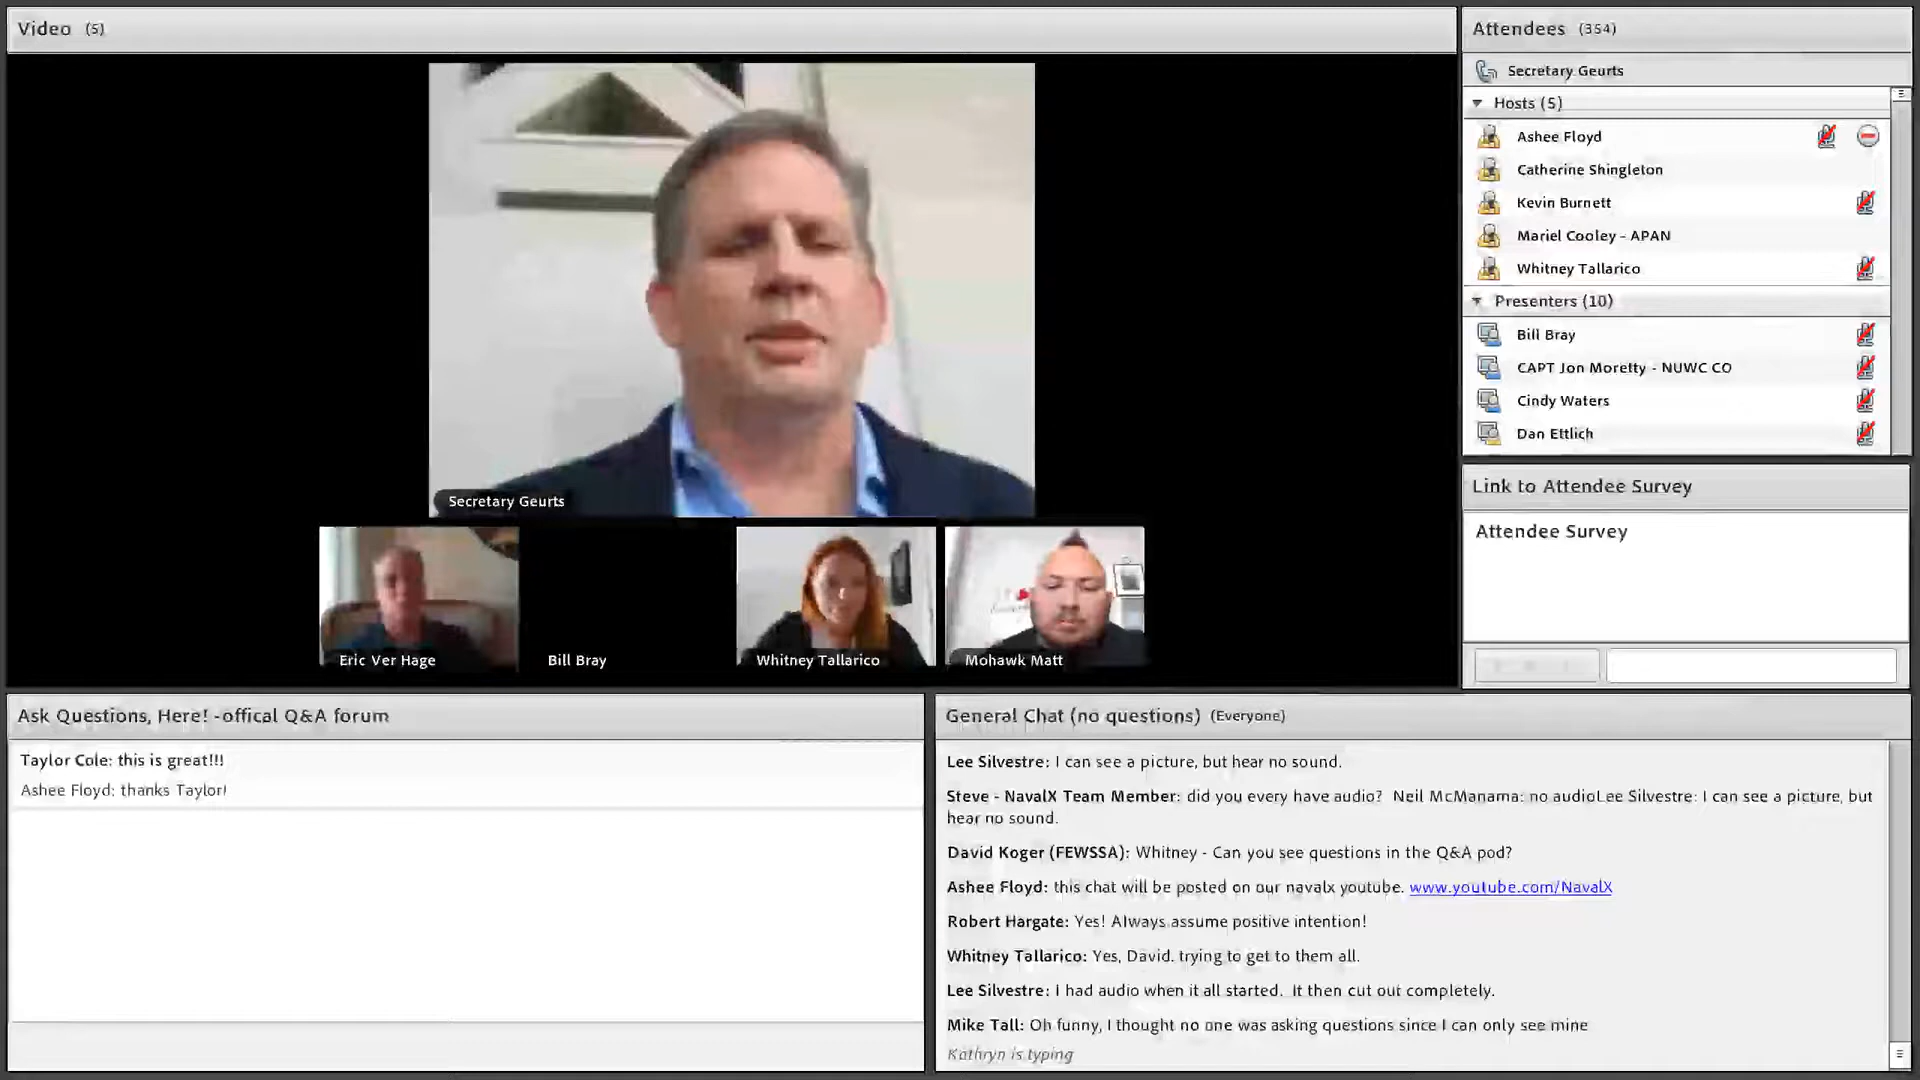 Video (5)
Secretary Geurts
Eric Ver Hage
Bill Bray
Whitney Tallarico
Mohawk Matt
Attendees (354)
Secretary Geurts
Hosts (5)
Ashee Floyd
Catherine Shingleton
Kevin Burnett
Mariel Cooley - APAN
Whitney Tallarico
Presenters (10)
Bill Bray
CAPT Jon Moretty - NUWC CO
Cindy Waters
Dan Ettlich
Link to Attendee Survey
Attendee Survey
Ask Questions, Here! -offical Q&A forum
Taylor Cole: this is great!!!
Ashee Floyd: thanks Taylor!
General Chat (no questions) (Everyone)
Lee Silvestre: I can see a picture, but hear no sound.
Steve - NavalX Team Member: did you every have audio? Neil McManama: no audioLee Silvestre: I can see a picture, but
hear no sound.
David Koger (FEWSSA): Whitney - Can you see questions in the Q&A pod?
Ashee Floyd: this chat will be posted on our navalx youtube. www.youtube.com/NavalX
Robert Hargate: Yes! Always assume positive intention!
Whitney Tallarico: Yes, David. trying to get to them all.
Lee Silvestre: I had audio when it all started. It then cut out completely.
Mike Tall: Oh funny, I thought no one was asking questions since I can only see mine
Kathryn is typing